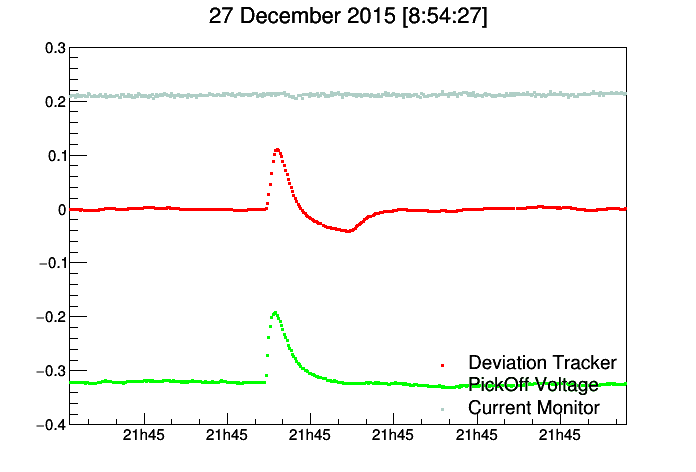 27 December 2015 [8:54:27]
0.3
0.2
0.1
0
−0.1
−0.2
−0.3
−0.4
Deviation Tracker
PickOff Voltage
Current Monitor
21h45 21h45 21h45 21h45 21h45 21h45